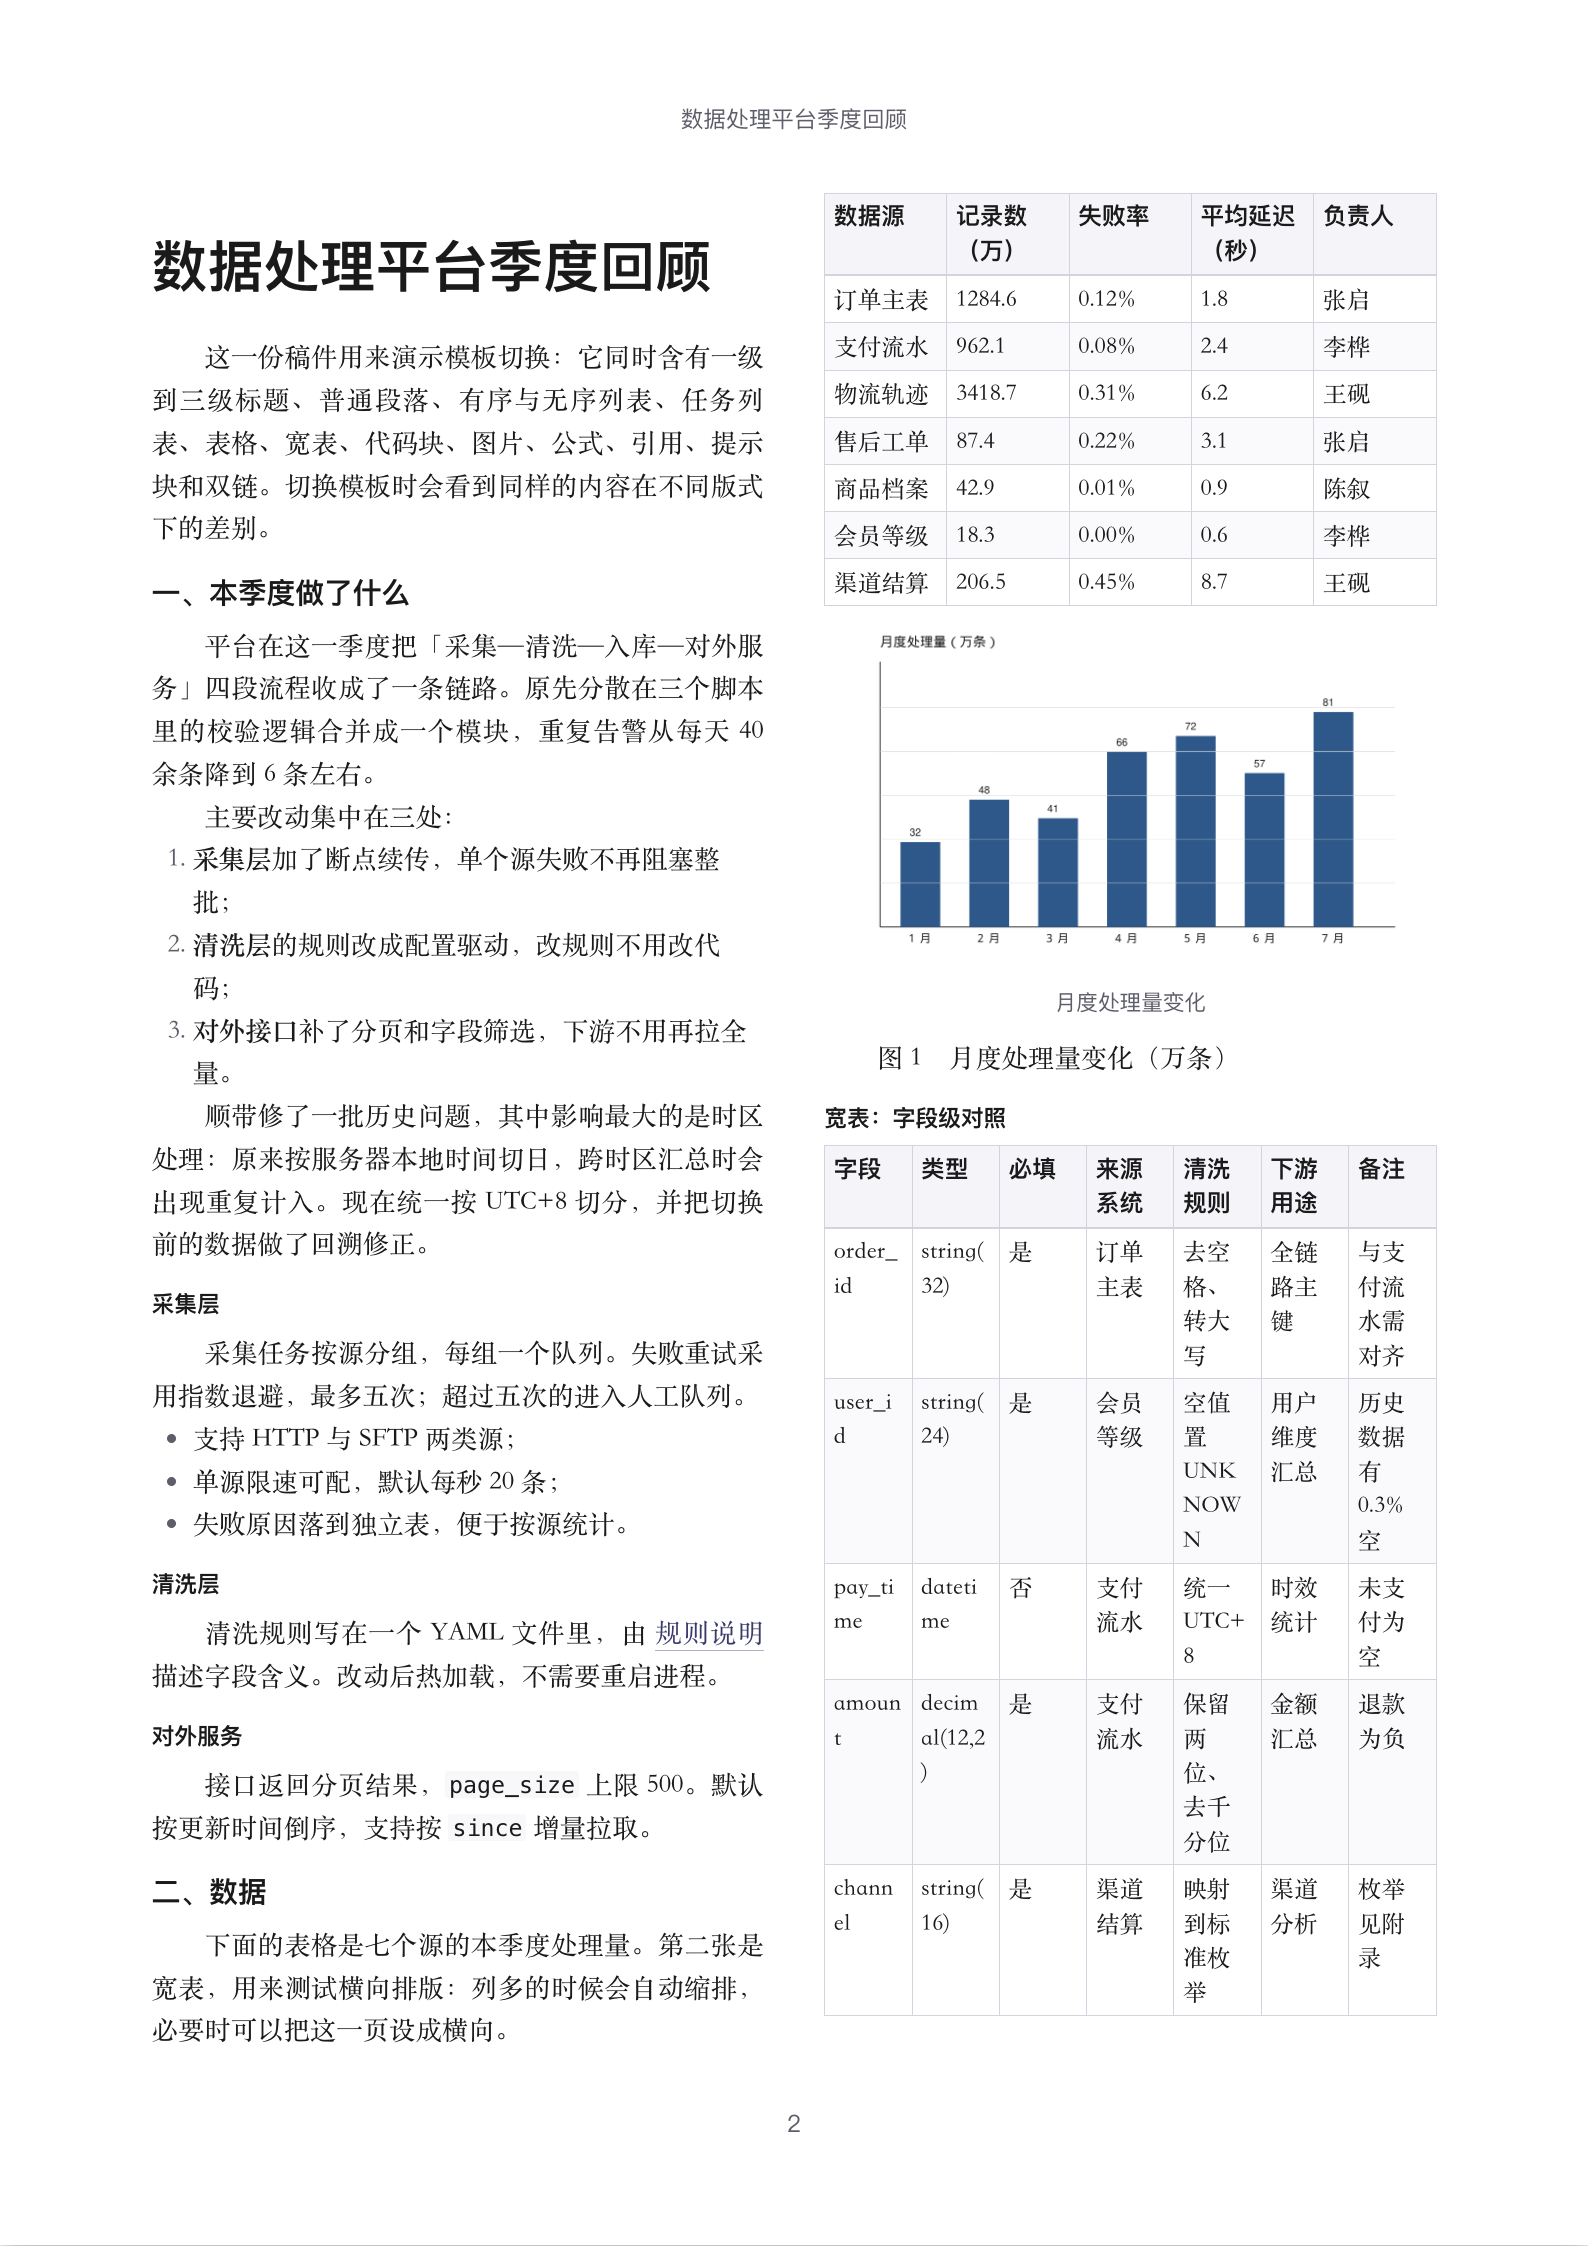 数据处理平台季度回顾
数据处理平台季度回顾
这一份稿件用来演示模板切换：它同时含有一级
到三级标题、普通段落、有序与无序列表、任务列
表、表格、宽表、代码块、图片、公式、引用、提示
块和双链。切换模板时会看到同样的内容在不同版式
下的差别。
一、本季度做了什么
平台在这一季度把「采集—清洗—入库—对外服
务」四段流程收成了一条链路。原先分散在三个脚本
里的校验逻辑合并成一个模块，重复告警从每天 40
余条降到 6 条左右。
主要改动集中在三处：
1. 采集层加了断点续传，单个源失败不再阻塞整
批；
2. 清洗层的规则改成配置驱动，改规则不用改代
码；
3. 对外接口补了分页和字段筛选，下游不用再拉全
量。
顺带修了一批历史问题，其中影响最大的是时区
处理：原来按服务器本地时间切日，跨时区汇总时会
出现重复计入。现在统一按 UTC+8 切分，并把切换
前的数据做了回溯修正。
采集层
采集任务按源分组，每组一个队列。失败重试采
用指数退避，最多五次；超过五次的进入人工队列。
• 支持 HTTP 与 SFTP 两类源；
• 单源限速可配，默认每秒 20 条；
• 失败原因落到独立表，便于按源统计。
清洗层
清洗规则写在一个 YAML 文件里，由 规则说明
描述字段含义。改动后热加载，不需要重启进程。
对外服务
接口返回分页结果，page_size 上限 500。默认
按更新时间倒序，支持按 since 增量拉取。
二、数据
下面的表格是七个源的本季度处理量。第二张是
宽表，用来测试横向排版：列多的时候会自动缩排，
必要时可以把这一页设成横向。
数据源 记录数 失败率 平均延迟 负责人
（万） （秒）
订单主表 1284.6 0.12% 1.8 张启
支付流水 962.1 0.08% 2.4 李桦
物流轨迹 3418.7 0.31% 6.2 王砚
售后工单 87.4 0.22% 3.1 张启
商品档案 42.9 0.01% 0.9 陈叙
会员等级 18.3 0.00% 0.6 李桦
渠道结算 206.5 0.45% 8.7 王砚
月度处理量（万条）
32 48 41 66 72 57 81
1 月 2 月 3 月 4 月 5 月 6 月 7 月
月度处理量变化
图 1　月度处理量变化（万条）
宽表：字段级对照
字段 类型 必填 来源 清洗 下游 备注
系统 规则 用途
order_ string( 是 订单 去空 全链 与支
id 32) 主表 格、 路主 付流
转大 键 水需
写 对齐
user_i string( 是 会员 空值 用户 历史
d 24) 等级 置 维度 数据
UNK 汇总 有
NOW 0.3%
N 空
pay_ti dateti 否 支付 统一 时效 未支
me me 流水 UTC+ 统计 付为
8 空
amoun decim 是 支付 保留 金额 退款
t al(12,2 流水 两 汇总 为负
) 位、
去千
分位
chann string( 是 渠道 映射 渠道 枚举
el 16) 结算 到标 分析 见附
准枚 录
举
2